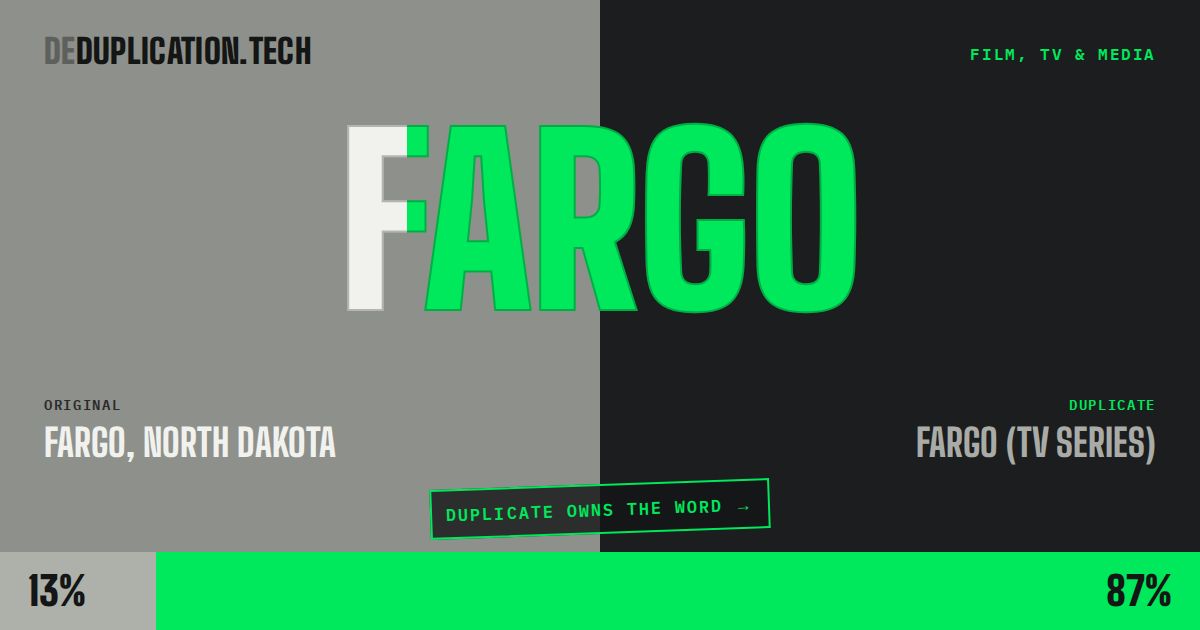 DEDUPLICATION.TECH
FILM, TV & MEDIA
FARGO
ORIGINAL
FARGO, NORTH DAKOTA
DUPLICATE
FARGO (TV SERIES)
DUPLICATE OWNS THE WORD →
13%
87%